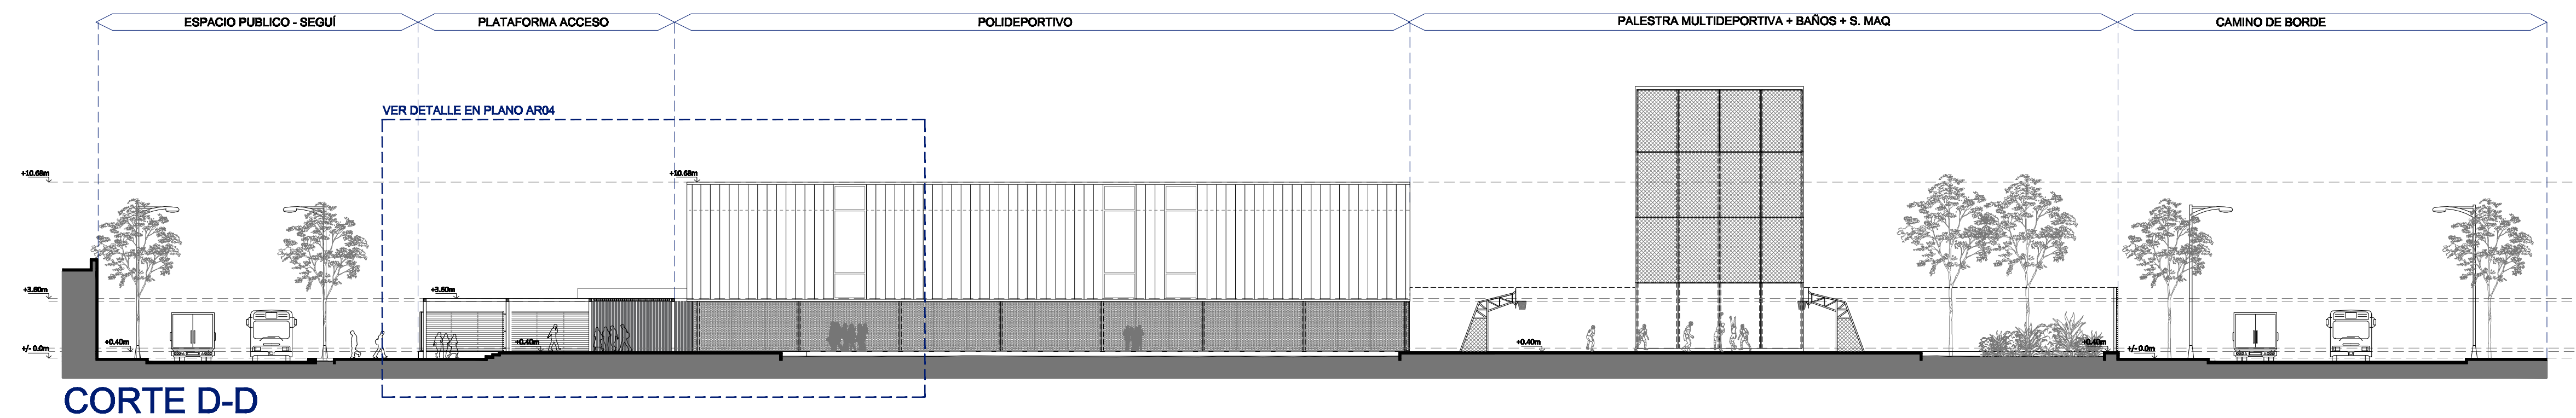 ESPACIO PUBLICO - SEGUÍ
PLATAFORMA ACCESO
POLIDEPORTIVO
PALESTRA MULTIDEPORTIVA + BAÑOS + S. MAQ
CAMINO DE BORDE
VER DETALLE EN PLANO AR04
+10.68m
+10.68m
+3.60m
+3.60m
+/- 0.0m
+0.40m
+0.40m
+0.40m
+0.40m
+/- 0.0m
CORTE D-D